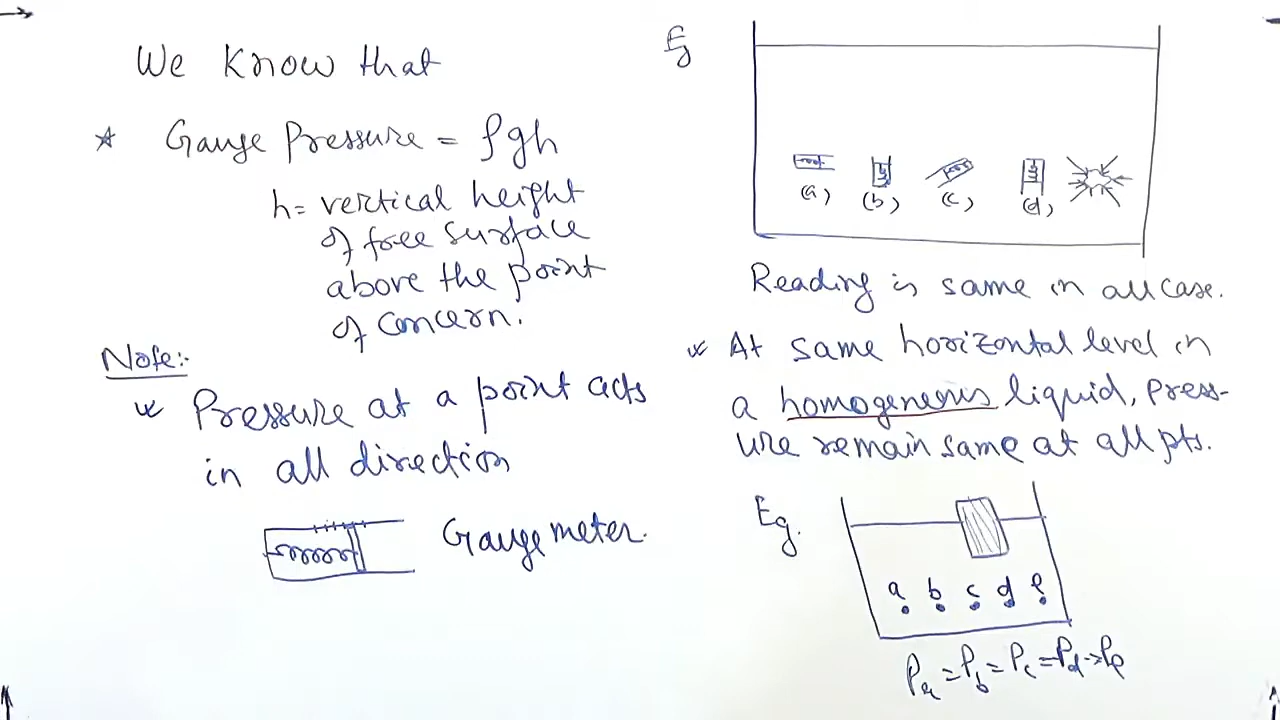 We Know that
* Gauge Pressure = ρgh
h = vertical height
of free surface
above the point
of concern.
Note:-
Pressure at a point acts
in all direction
Gauge meter.
Eg
(a) (b) (c) (d)
Reading is same in all case.
At same horizontal level in
a homogeneous liquid, press-
ure remain same at all pts.
Eg.
a b c d e
Pa = Pb = Pc = Pd → Pe